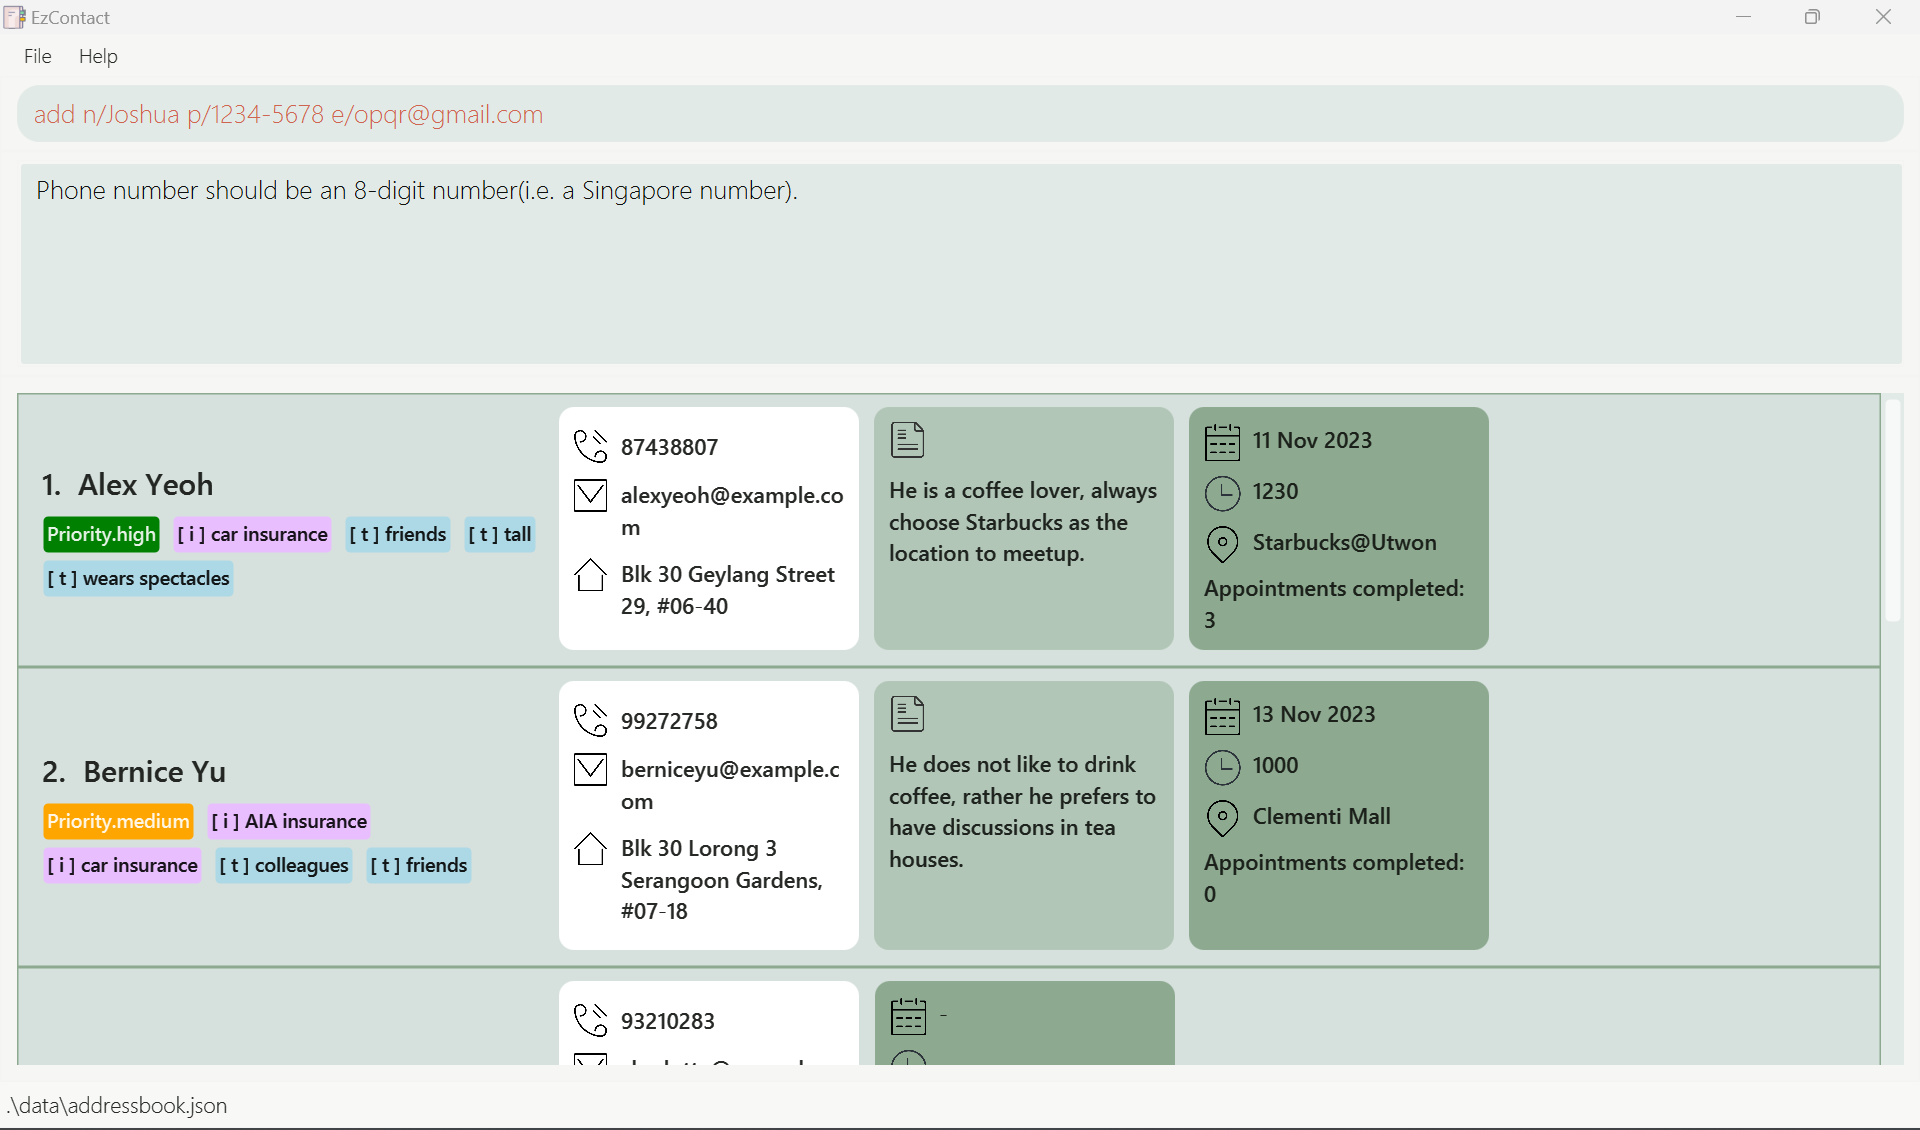 EzContact
File Help
add n/Joshua p/1234-5678 e/opqr@gmail.com
Phone number should be an 8-digit number(i.e. a Singapore number).
1. Alex Yeoh
Priority.high [ i ] car insurance [ t ] friends [ t ] tall
[ t ] wears spectacles
87438807
alexyeoh@example.co
m
Blk 30 Geylang Street
29, #06-40
He is a coffee lover, always
choose Starbucks as the
location to meetup.
11 Nov 2023
1230
Starbucks@Utwon
Appointments completed:
3
2. Bernice Yu
Priority.medium [ i ] AIA insurance
[ i ] car insurance [ t ] colleagues [ t ] friends
99272758
berniceyu@example.c
om
Blk 30 Lorong 3
Serangoon Gardens,
#07-18
He does not like to drink
coffee, rather he prefers to
have discussions in tea
houses.
13 Nov 2023
1000
Clementi Mall
Appointments completed:
0
93210283
-
.\data\addressbook.json